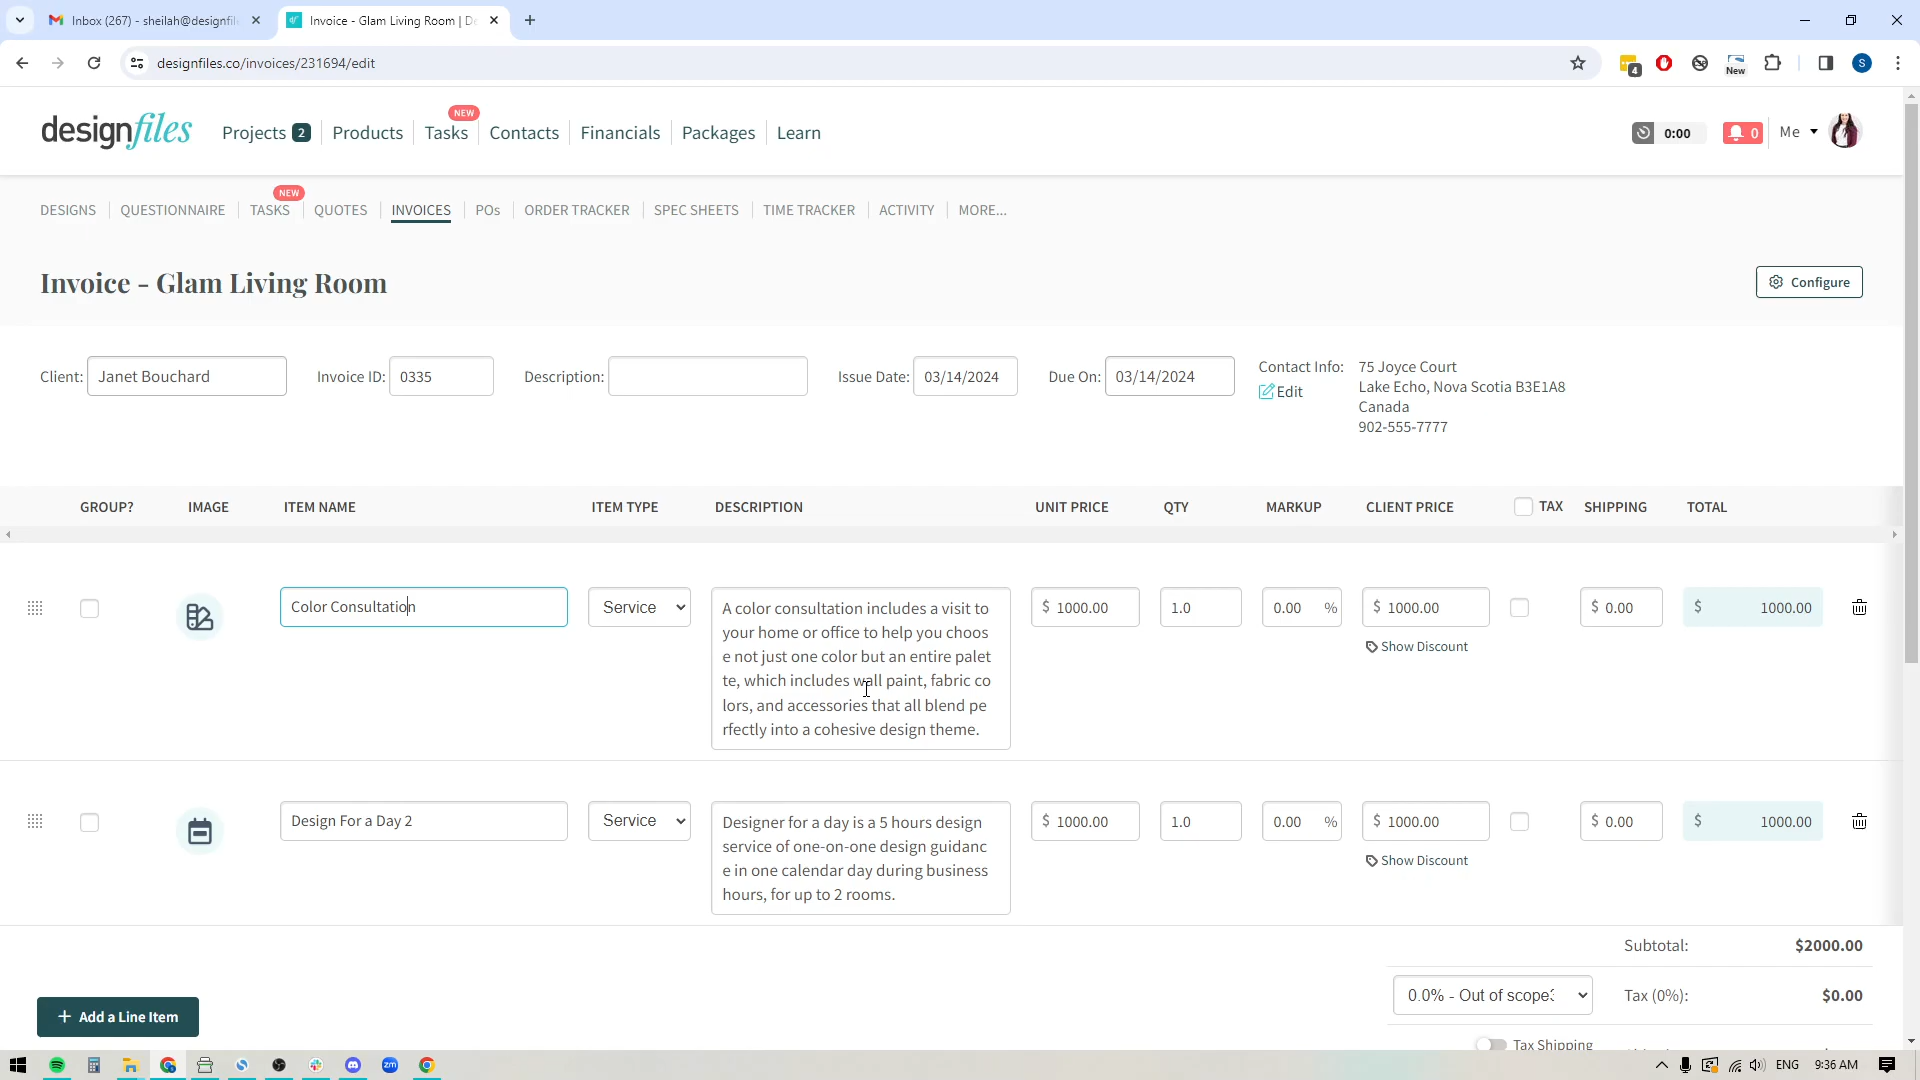 Inbox (267) - sheilah@designfil
Invoice - Glam Living Room | De
designfiles.co/invoices/231694/edit
4
New
S
designfiles
Projects 2
Products
NEW
Tasks
Contacts
Financials
Packages
Learn
0:00
0
Me
DESIGNS
QUESTIONNAIRE
NEW
TASKS
QUOTES
INVOICES
POs
ORDER TRACKER
SPEC SHEETS
TIME TRACKER
ACTIVITY
MORE...
Invoice - Glam Living Room
Configure
Client: Janet Bouchard
Invoice ID: 0335
Description:
Issue Date: 03/14/2024
Due On: 03/14/2024
Contact Info:
Edit
75 Joyce Court
Lake Echo, Nova Scotia B3E1A8
Canada
902-555-7777
GROUP? IMAGE ITEM NAME ITEM TYPE DESCRIPTION UNIT PRICE QTY MARKUP CLIENT PRICE TAX SHIPPING TOTAL
Color Consultation
Service
A color consultation includes a visit to
your home or office to help you choos
e not just one color but an entire palet
te, which includes wall paint, fabric co
lors, and accessories that all blend pe
rfectly into a cohesive design theme.
$ 1000.00
1.0
0.00 %
$ 1000.00
Show Discount
$ 0.00
$ 1000.00
Design For a Day 2
Service
Designer for a day is a 5 hours design
service of one-on-one design guidanc
e in one calendar day during business
hours, for up to 2 rooms.
$ 1000.00
1.0
0.00 %
$ 1000.00
Show Discount
$ 0.00
$ 1000.00
Subtotal: $2000.00
0.0% - Out of scope
Tax (0%): $0.00
Tax Shipping
+ Add a Line Item
zm
ENG
9:36 AM